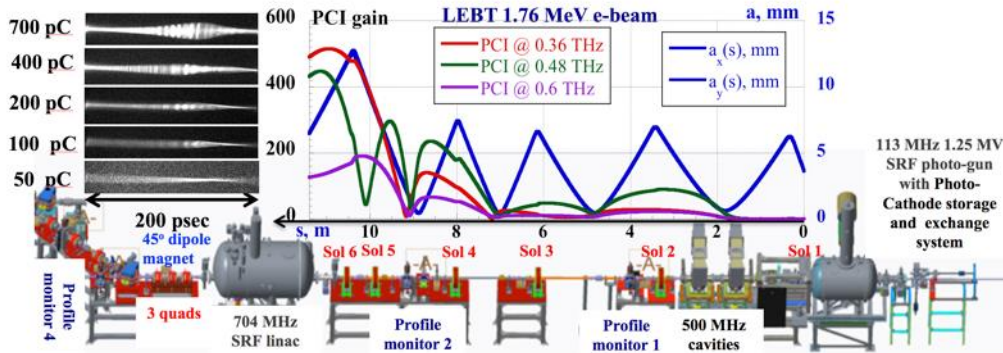 700 pC
400 pC
200 pC
100 pC
50 pC
200 psec
PCI gain
LEBT 1.76 MeV e-beam
a, mm
600
400
200
0
15
10
5
0
PCI @ 0.36 THz
PCI @ 0.48 THz
PCI @ 0.6 THz
aₓ(s), mm
aᵧ(s), mm
s, m
10
8
6
4
2
0
113 MHz 1.25 MV
SRF photo-gun
with Photo-
Cathode storage
and exchange
system
45° dipole
magnet
Sol 6
Sol 5
Sol 4
Sol 3
Sol 2
Sol 1
-A-
-A-
Profile
monitor 4
3 quads
704 MHz
SRF linac
Profile
monitor 2
Profile
monitor 1
500 MHz
cavities